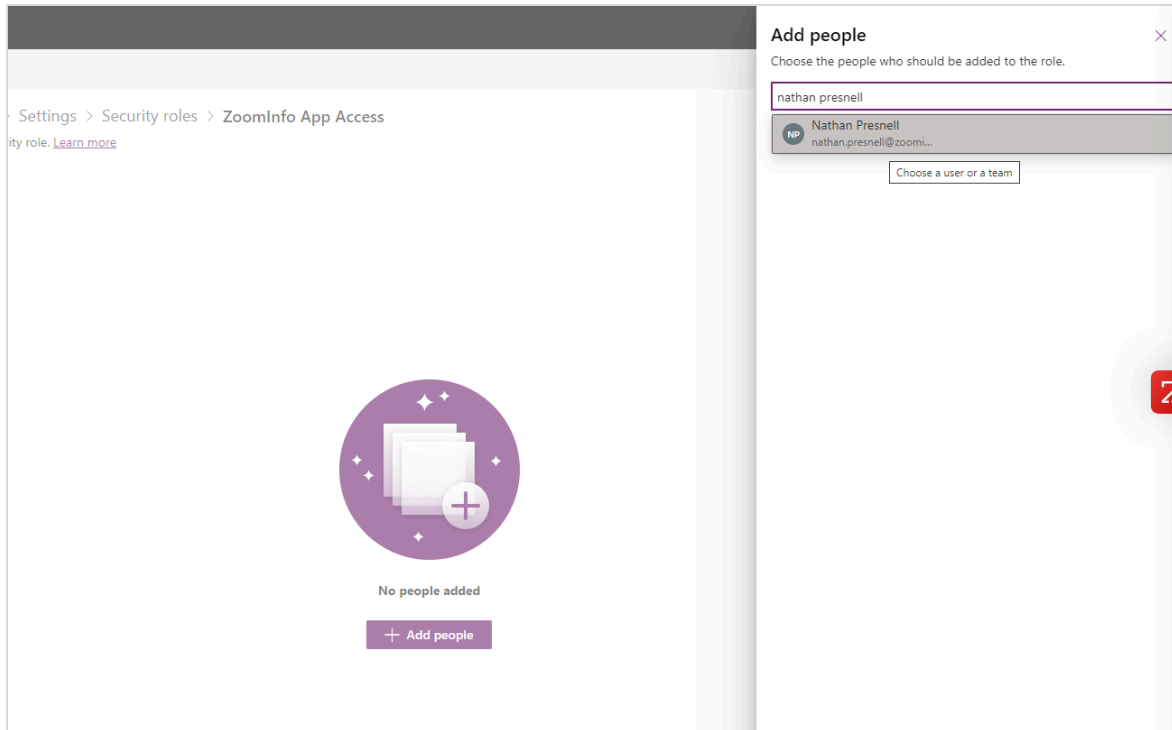 Add people
Choose the people who should be added to the role.
nathan presnell
NP
Nathan Presnell
nathan.presnell@zoomi...
Choose a user or a team
Settings > Security roles > ZoomInfo App Access
ity role. Learn more
No people added
+ Add people